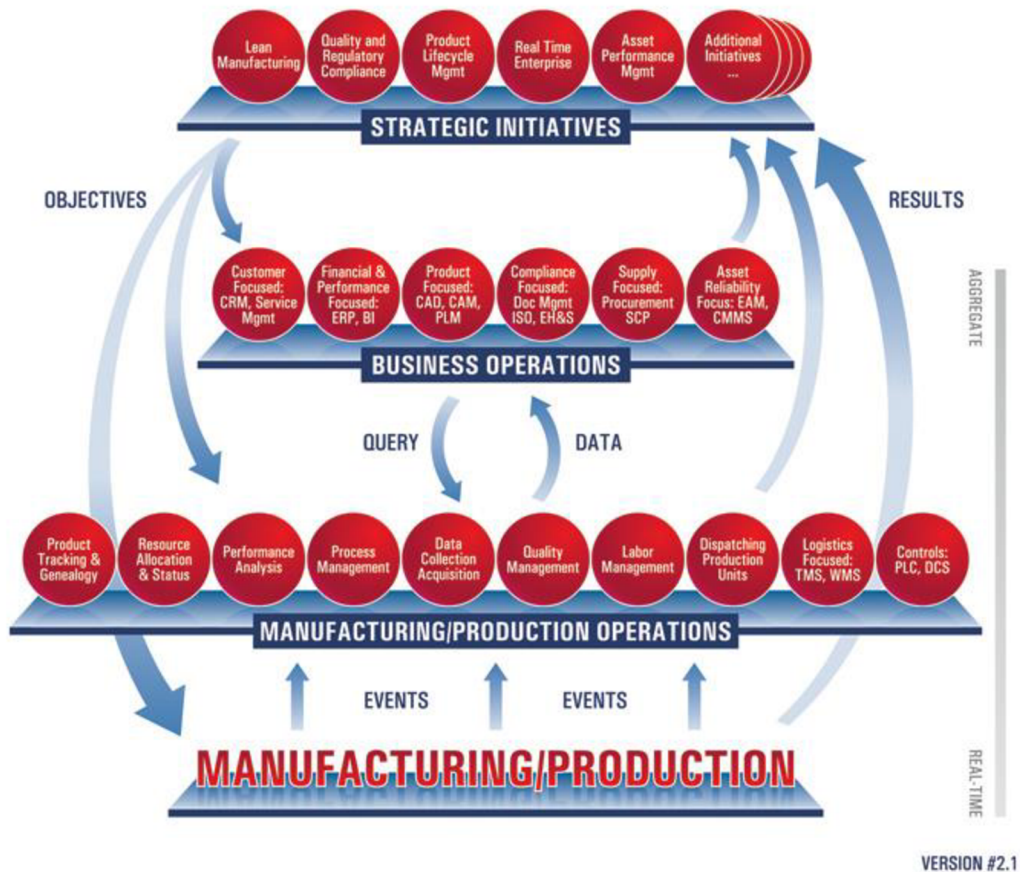 Lean
Manufacturing
Quality and
Regulatory
Compliance
Product
Lifecycle
Mgmt
Real Time
Enterprise
Asset
Performance
Mgmt
Additional
Initiatives
...
STRATEGIC INITIATIVES
OBJECTIVES
RESULTS
Customer
Focused:
CRM, Service
Mgmt
Financial &
Performance
Focused:
ERP, BI
Product
Focused:
CAD, CAM,
PLM
Compliance
Focused:
Doc Mgmt
ISO, EH&S
Supply
Focused:
Procurement
SCP
Asset
Reliability
Focus: EAM,
CMMS
AGGREGATE
BUSINESS OPERATIONS
QUERY
DATA
Product
Tracking &
Genealogy
Resource
Allocation
& Status
Performance
Analysis
Process
Management
Data
Collection
Acquisition
Quality
Management
Labor
Management
Dispatching
Production
Units
Logistics
Focused:
TMS, WMS
Controls:
PLC, DCS
MANUFACTURING/PRODUCTION OPERATIONS
EVENTS
EVENTS
MANUFACTURING/PRODUCTION
REAL-TIME
VERSION #2.1